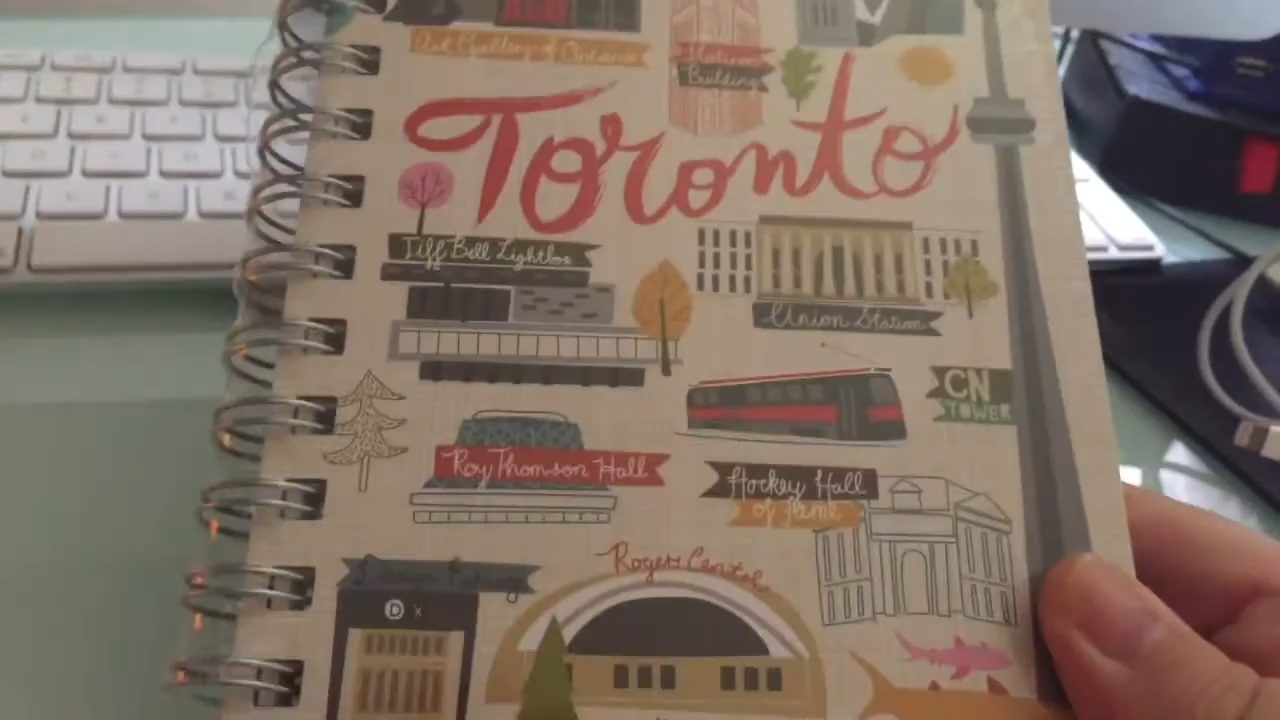 Art Gallery of Ontario
Flatiron
Building
Toronto
Tiff Bell Lightbox
Union Station
CN
TOWER
Roy Thomson Hall
Hockey Hall
of fame
Rogers Centre
D X